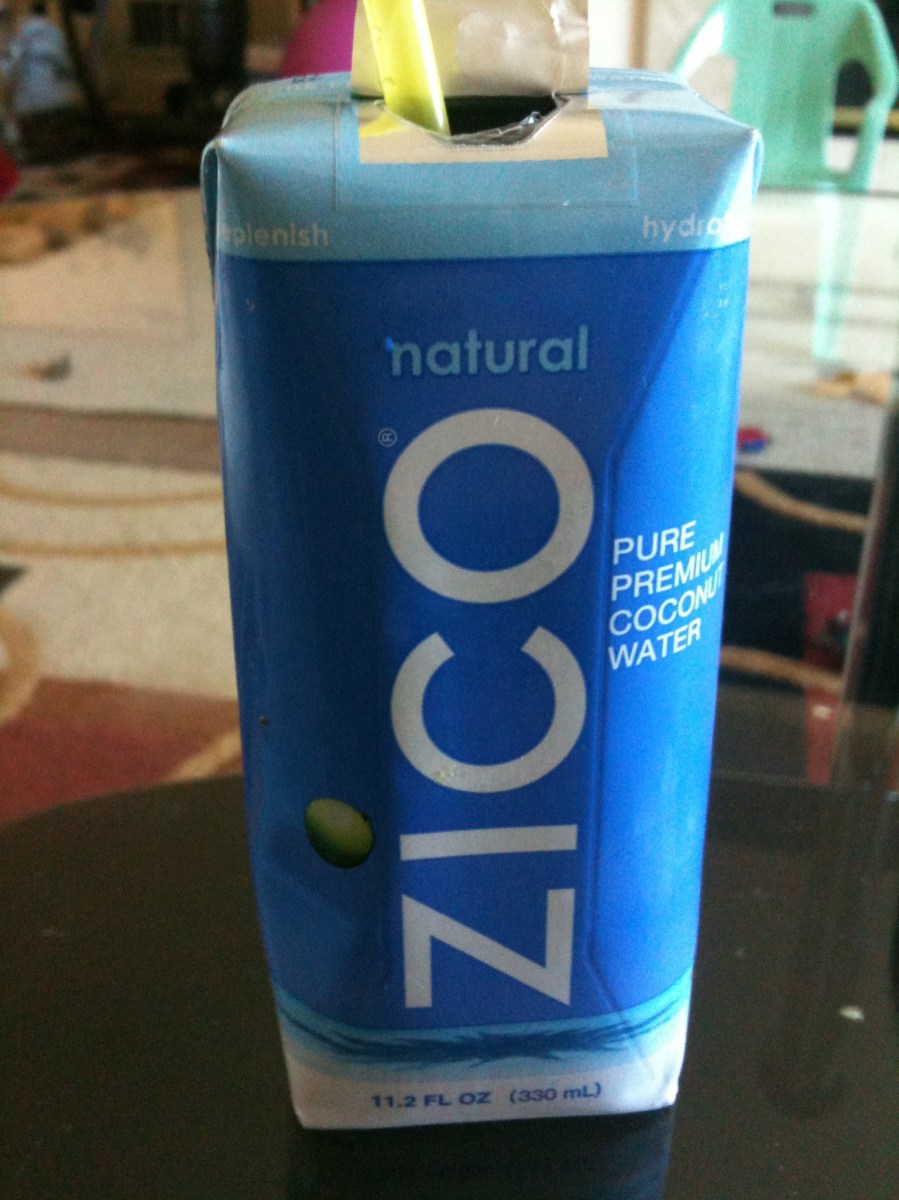 natural
ZICO®
PURE
PREMIUM
COCONUT
WATER
11.2 FL OZ (330 mL)